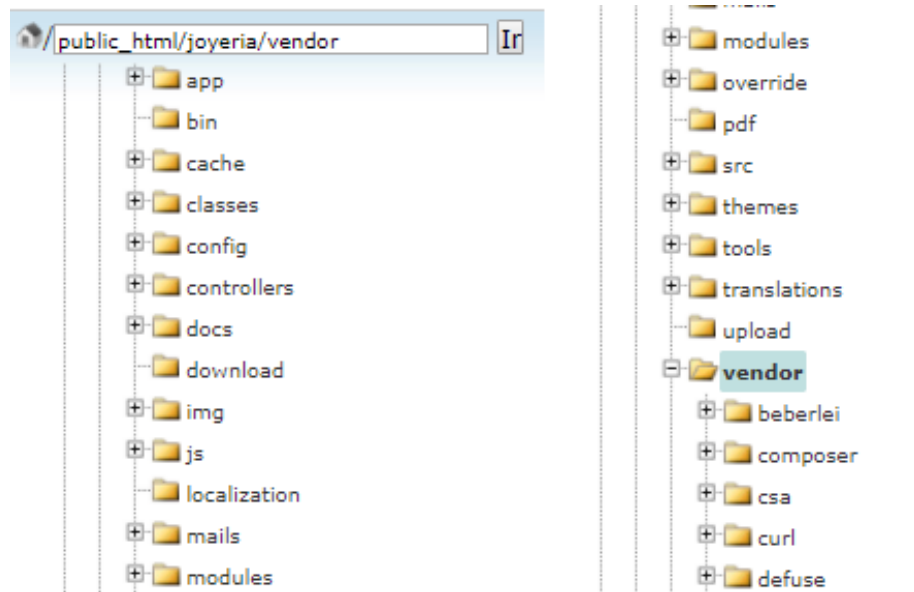 /public_html/joyeria/vendor Ir
app
bin
cache
classes
config
controllers
docs
download
img
js
localization
mails
modules
modules
override
pdf
src
themes
tools
translations
upload
vendor
beberlei
composer
csa
curl
defuse